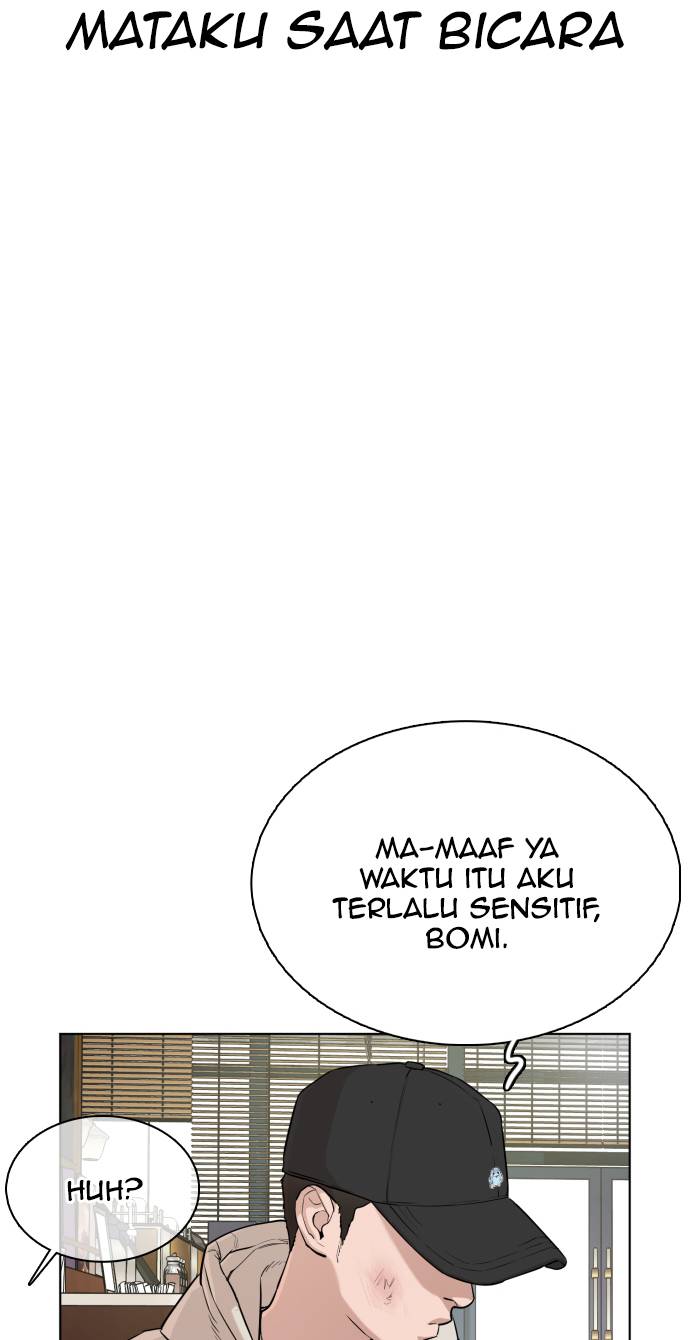 MATAKU SAAT BICARA
MA-MAAF YA
WAKTU ITU AKU
TERLALU SENSITIF,
BOMI.
HUH?